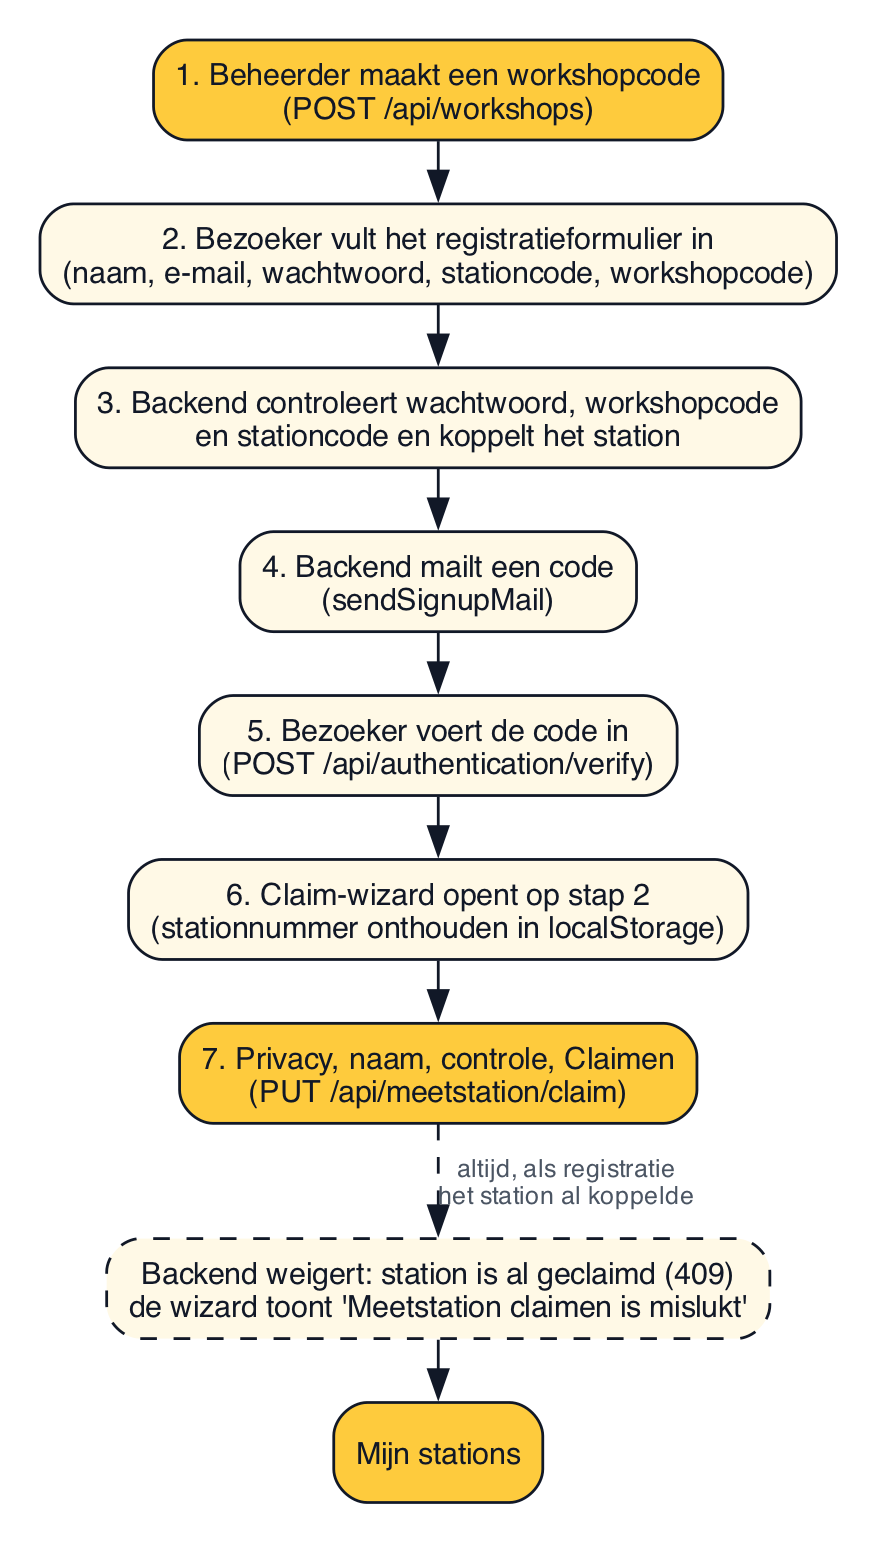 1. Beheerder maakt een workshopcode
(POST /api/workshops)
2. Bezoeker vult het registratieformulier in
(naam, e-mail, wachtwoord, stationcode, workshopcode)
3. Backend controleert wachtwoord, workshopcode
en stationcode en koppelt het station
4. Backend mailt een code
(sendSignupMail)
5. Bezoeker voert de code in
(POST /api/authentication/verify)
6. Claim-wizard opent op stap 2
(stationnummer onthouden in localStorage)
7. Privacy, naam, controle, Claimen
(PUT /api/meetstation/claim)
altijd, als registratie
het station al koppelde
Backend weigert: station is al geclaimd (409)
de wizard toont 'Meetstation claimen is mislukt'
Mijn stations